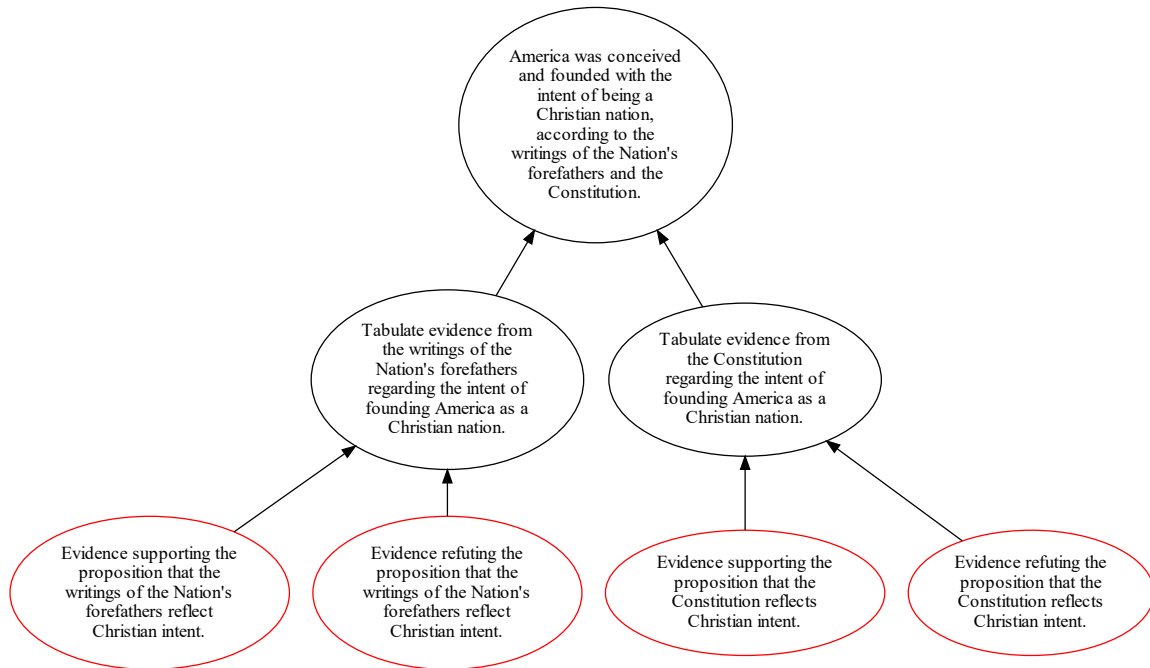 America was conceived
and founded with the
intent of being a
Christian nation,
according to the
writings of the Nation's
forefathers and the
Constitution.
Tabulate evidence from
the writings of the
Nation's forefathers
regarding the intent of
founding America as a
Christian nation.
Tabulate evidence from
the Constitution
regarding the intent of
founding America as a
Christian nation.
Evidence supporting the
proposition that the
writings of the Nation's
forefathers reflect
Christian intent.
Evidence refuting the
proposition that the
writings of the Nation's
forefathers reflect
Christian intent.
Evidence supporting the
proposition that the
Constitution reflects
Christian intent.
Evidence refuting the
proposition that the
Constitution reflects
Christian intent.